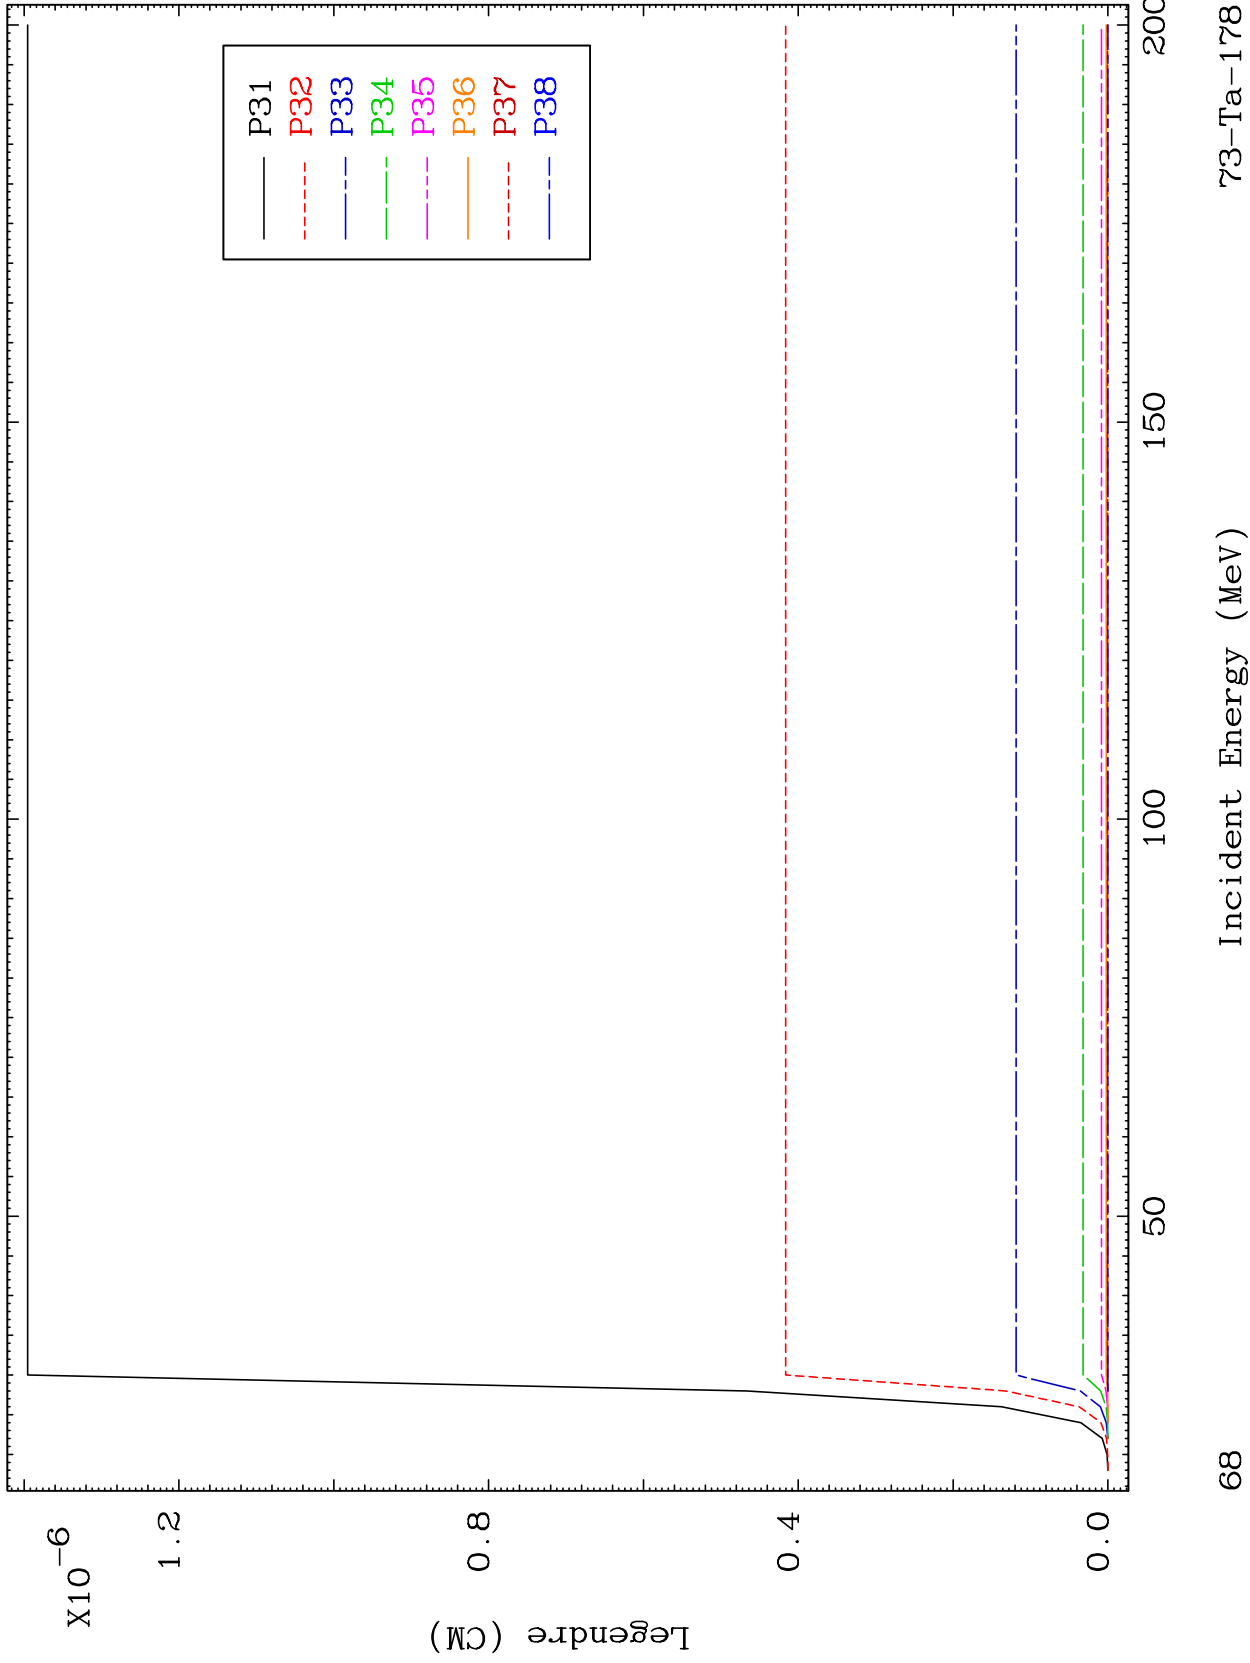 X10-6
1.2
0.8
0.4
0.0
Legendre (CM)
50
100
150
200
Incident Energy (MeV)
P31
P32
P33
P34
P35
P36
P37
P38
68
73-Ta-178